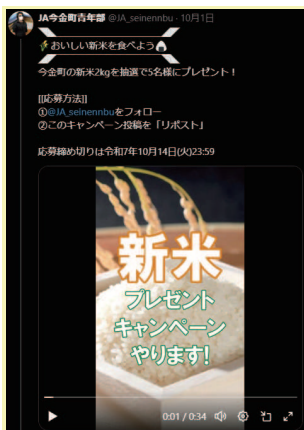 JA今金町青年部 @JA_seinennbu · 10月1日
🌾おいしい新米を食べよう🍙
今金町の新米2kgを抽選で5名様にプレゼント！
[[応募方法]]
①@JA_seinennbuをフォロー
②このキャンペーン投稿を「リポスト」
応募締め切りは令和7年10月14日(火)23:59
新米
プレゼント
キャンペーン
やります!
0:01 / 0:34